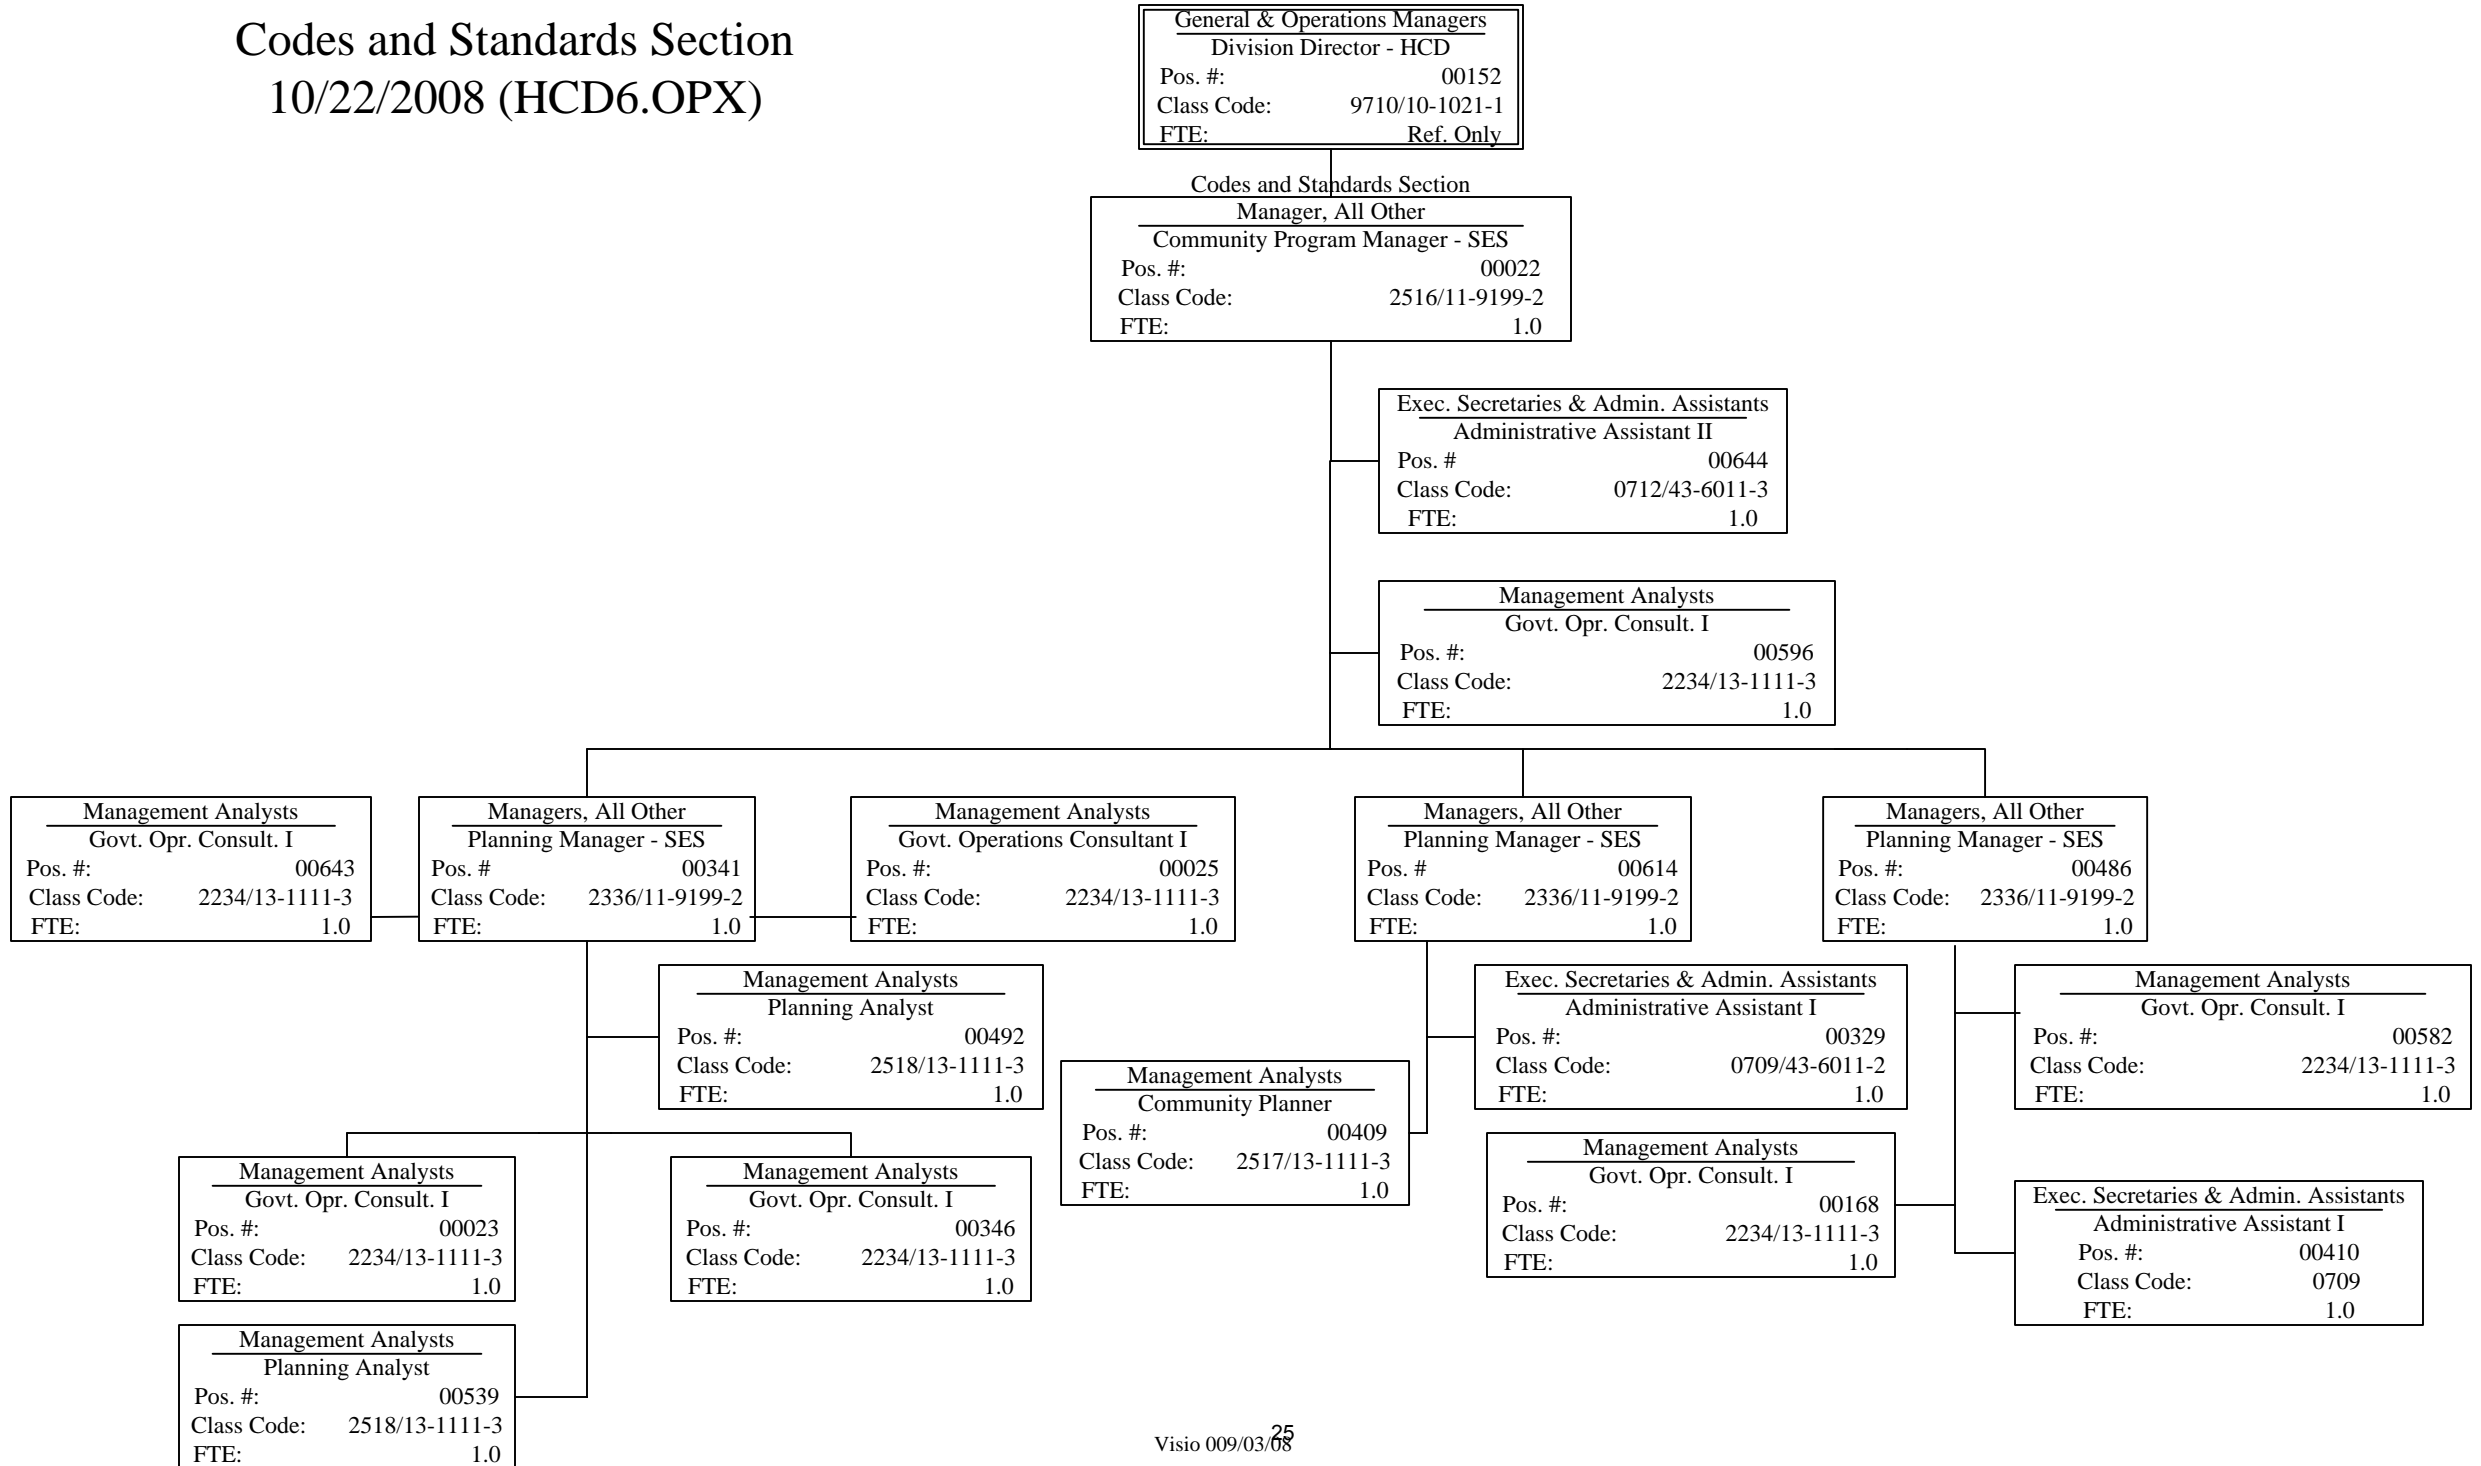 Codes and Standards Section
10/22/2008 (HCD6.OPX)
General & Operations Managers
Division Director - HCD
Pos. #: 00152
Class Code: 9710/10-1021-1
FTE: Ref. Only
Codes and Standards Section
Manager, All Other
Community Program Manager - SES
Pos. #: 00022
Class Code: 2516/11-9199-2
FTE: 1.0
Exec. Secretaries & Admin. Assistants
Administrative Assistant II
Pos. # 00644
Class Code: 0712/43-6011-3
FTE: 1.0
Management Analysts
Govt. Opr. Consult. I
Pos. #: 00596
Class Code: 2234/13-1111-3
FTE: 1.0
Management Analysts
Govt. Opr. Consult. I
Pos. #: 00643
Class Code: 2234/13-1111-3
FTE: 1.0
Managers, All Other
Planning Manager - SES
Pos. # 00341
Class Code: 2336/11-9199-2
FTE: 1.0
Management Analysts
Govt. Operations Consultant I
Pos. #: 00025
Class Code: 2234/13-1111-3
FTE: 1.0
Managers, All Other
Planning Manager - SES
Pos. # 00614
Class Code: 2336/11-9199-2
FTE: 1.0
Managers, All Other
Planning Manager - SES
Pos. #: 00486
Class Code: 2336/11-9199-2
FTE: 1.0
Management Analysts
Planning Analyst
Pos. #: 00492
Class Code: 2518/13-1111-3
FTE: 1.0
Exec. Secretaries & Admin. Assistants
Administrative Assistant I
Pos. #: 00329
Class Code: 0709/43-6011-2
FTE: 1.0
Management Analysts
Govt. Opr. Consult. I
Pos. #: 00582
Class Code: 2234/13-1111-3
FTE: 1.0
Management Analysts
Community Planner
Pos. #: 00409
Class Code: 2517/13-1111-3
FTE: 1.0
Management Analysts
Govt. Opr. Consult. I
Pos. #: 00168
Class Code: 2234/13-1111-3
FTE: 1.0
Management Analysts
Govt. Opr. Consult. I
Pos. #: 00023
Class Code: 2234/13-1111-3
FTE: 1.0
Management Analysts
Govt. Opr. Consult. I
Pos. #: 00346
Class Code: 2234/13-1111-3
FTE: 1.0
Exec. Secretaries & Admin. Assistants
Administrative Assistant I
Pos. #: 00410
Class Code: 0709
FTE: 1.0
Management Analysts
Planning Analyst
Pos. #: 00539
Class Code: 2518/13-1111-3
FTE: 1.0
25
Visio 009/03/08